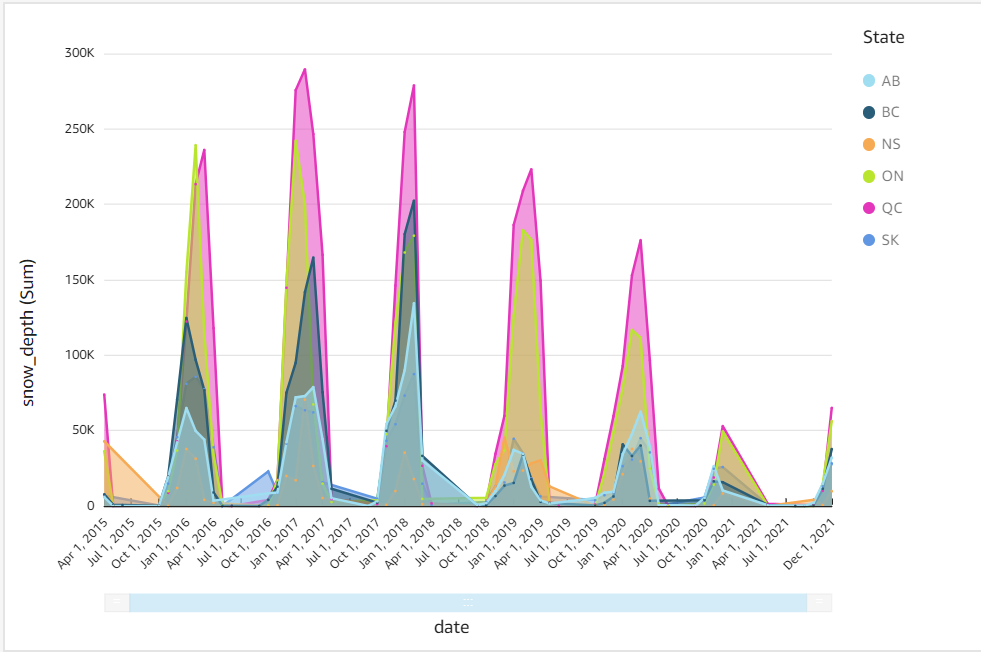 State
AB
BC
NS
ON
QC
SK
snow_depth (Sum)
300K
250K
200K
150K
100K
50K
0
Apr 1, 2015
Jul 1, 2015
Oct 1, 2015
Jan 1, 2016
Apr 1, 2016
Jul 1, 2016
Oct 1, 2016
Jan 1, 2017
Apr 1, 2017
Jul 1, 2017
Oct 1, 2017
Jan 1, 2018
Apr 1, 2018
Jul 1, 2018
Oct 1, 2018
Jan 1, 2019
Apr 1, 2019
Jul 1, 2019
Oct 1, 2019
Jan 1, 2020
Apr 1, 2020
Jul 1, 2020
Oct 1, 2020
Jan 1, 2021
Apr 1, 2021
Jul 1, 2021
Dec 1, 2021
date